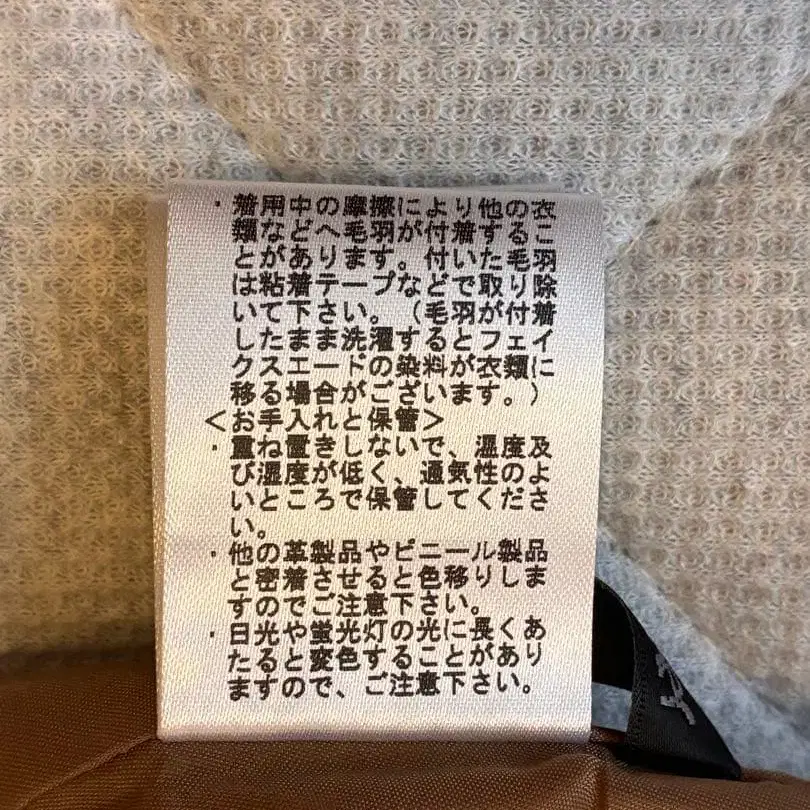 ・着用中の摩擦により他の衣
類などへ毛羽が付着するこ
とがあります。付いた毛羽
は粘着テープなどで取り除
いて下さい。（毛羽が付着
したまま洗濯するとフェイ
クスエードの染料が衣類に
移る場合がございます。）
＜お手入れと保管＞
・重ね置きしないで、温度及
び湿度が低く、通気性のよ
いところで保管してくださ
い。
・他の革製品やビニール製品
と密着させると色移りしま
すのでご注意下さい。
・日光や蛍光灯の光に長くあ
たると変色することがあり
ますので、ご注意下さい。